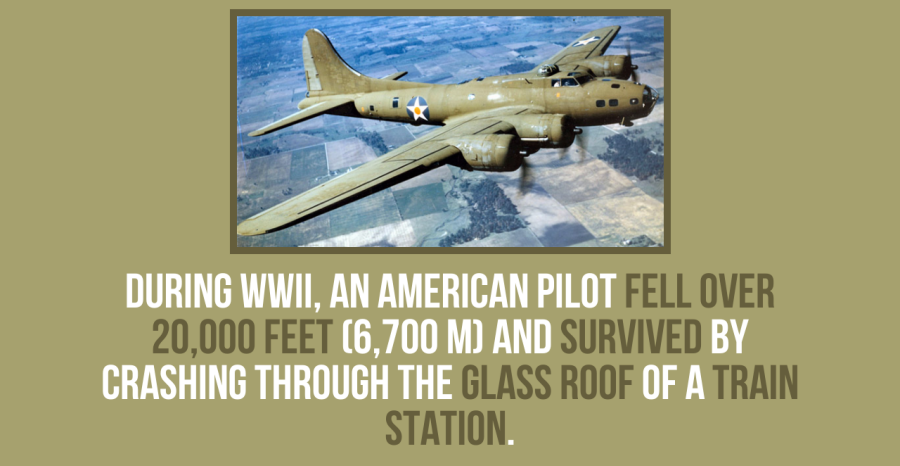 DURING WWII, AN AMERICAN PILOT FELL OVER
20,000 FEET (6,700 M) AND SURVIVED BY
CRASHING THROUGH THE GLASS ROOF OF A TRAIN
STATION.